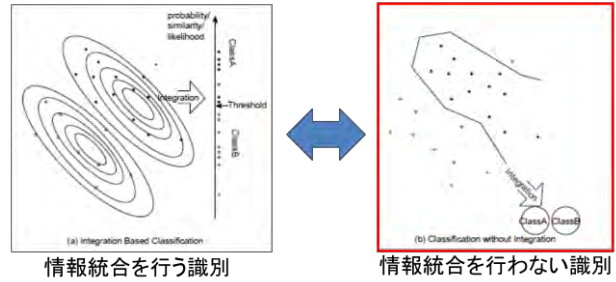 probability/
similarity/
likelihood
ClassA
Integration
Threshold
ClassB
(a) Integration Based Classification
情報統合を行う識別
Integration
ClassA
ClassB
(b) Classification without Integration
情報統合を行わない識別